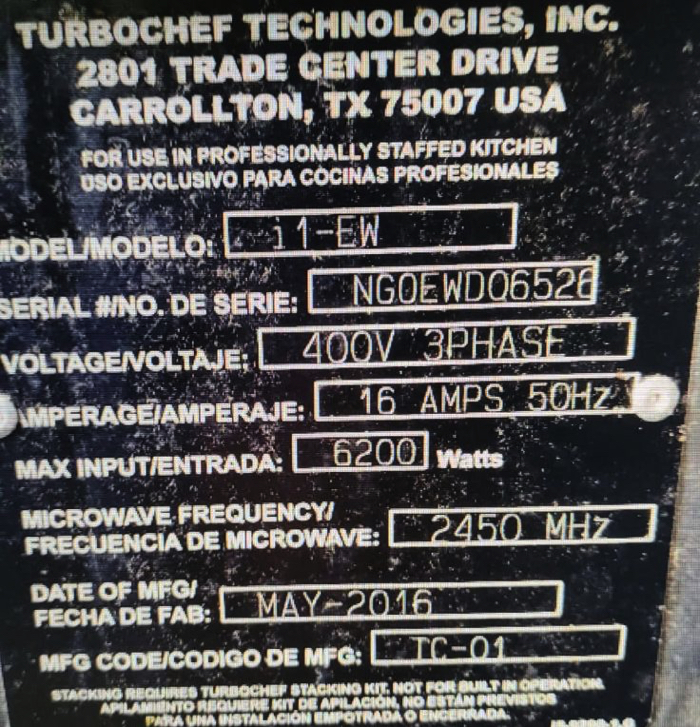 TURBOCHEF TECHNOLOGIES, INC.
2801 TRADE CENTER DRIVE
CARROLLTON, TX 75007 USA
FOR USE IN PROFESSIONALLY STAFFED KITCHEN
USO EXCLUSIVO PARA COCINAS PROFESIONALES
MODEL/MODELO: i1-EW
SERIAL #/NO. DE SERIE: NGOEWD06526
VOLTAGE/VOLTAJE: 400V 3PHASE
AMPERAGE/AMPERAJE: 16 AMPS 50Hz
MAX INPUT/ENTRADA: 6200 Watts
MICROWAVE FREQUENCY/
FRECUENCIA DE MICROWAVE: 2450 MHz
DATE OF MFG/
FECHA DE FAB: MAY-2016
MFG CODE/CODIGO DE MFG: TC-01
STACKING REQUIRES TURBOCHEF STACKING KIT. NOT FOR BUILT IN OPERATION.
APILAMIENTO REQUIERE KIT DE APILACIÓN, NO ESTÁN PREVISTOS
PARA UNA INSTALACIÓN EMPOTRADA O ENCERRADA.